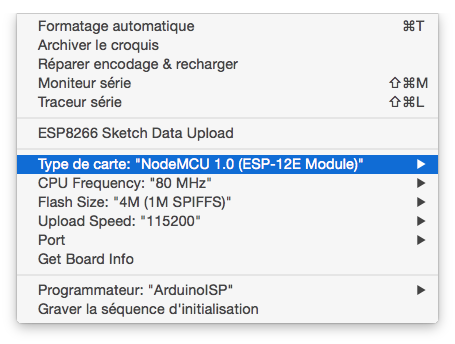 Formatage automatique ⌘T
Archiver le croquis
Réparer encodage & recharger
Moniteur série ⇧⌘M
Traceur série ⇧⌘L
ESP8266 Sketch Data Upload
Type de carte: "NodeMCU 1.0 (ESP-12E Module)"
CPU Frequency: "80 MHz"
Flash Size: "4M (1M SPIFFS)"
Upload Speed: "115200"
Port
Get Board Info
Programmateur: "ArduinoISP"
Graver la séquence d'initialisation